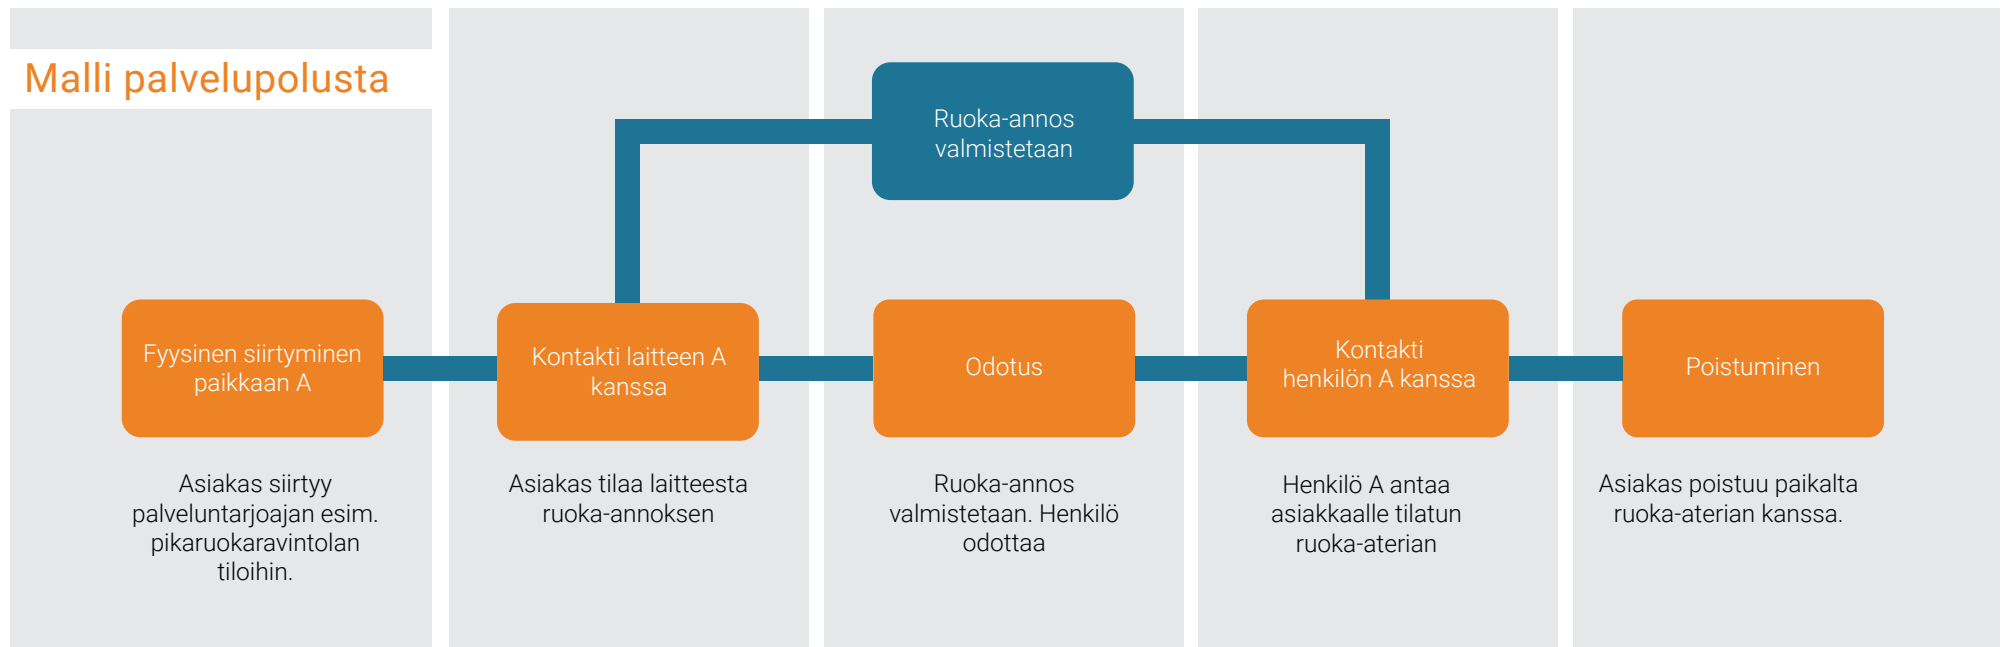 Malli palvelupolusta
Ruoka-annos
valmistetaan
Fyysinen siirtyminen
paikkaan A
Kontakti laitteen A
kanssa
Odotus
Kontakti
henkilön A kanssa
Poistuminen
Asiakas siirtyy
palveluntarjoajan esim.
pikaruokaravintolan
tiloihin.
Asiakas tilaa laitteesta
ruoka-annoksen
Ruoka-annos
valmistetaan. Henkilö
odottaa
Henkilö A antaa
asiakkaalle tilatun
ruoka-aterian
Asiakas poistuu paikalta
ruoka-aterian kanssa.